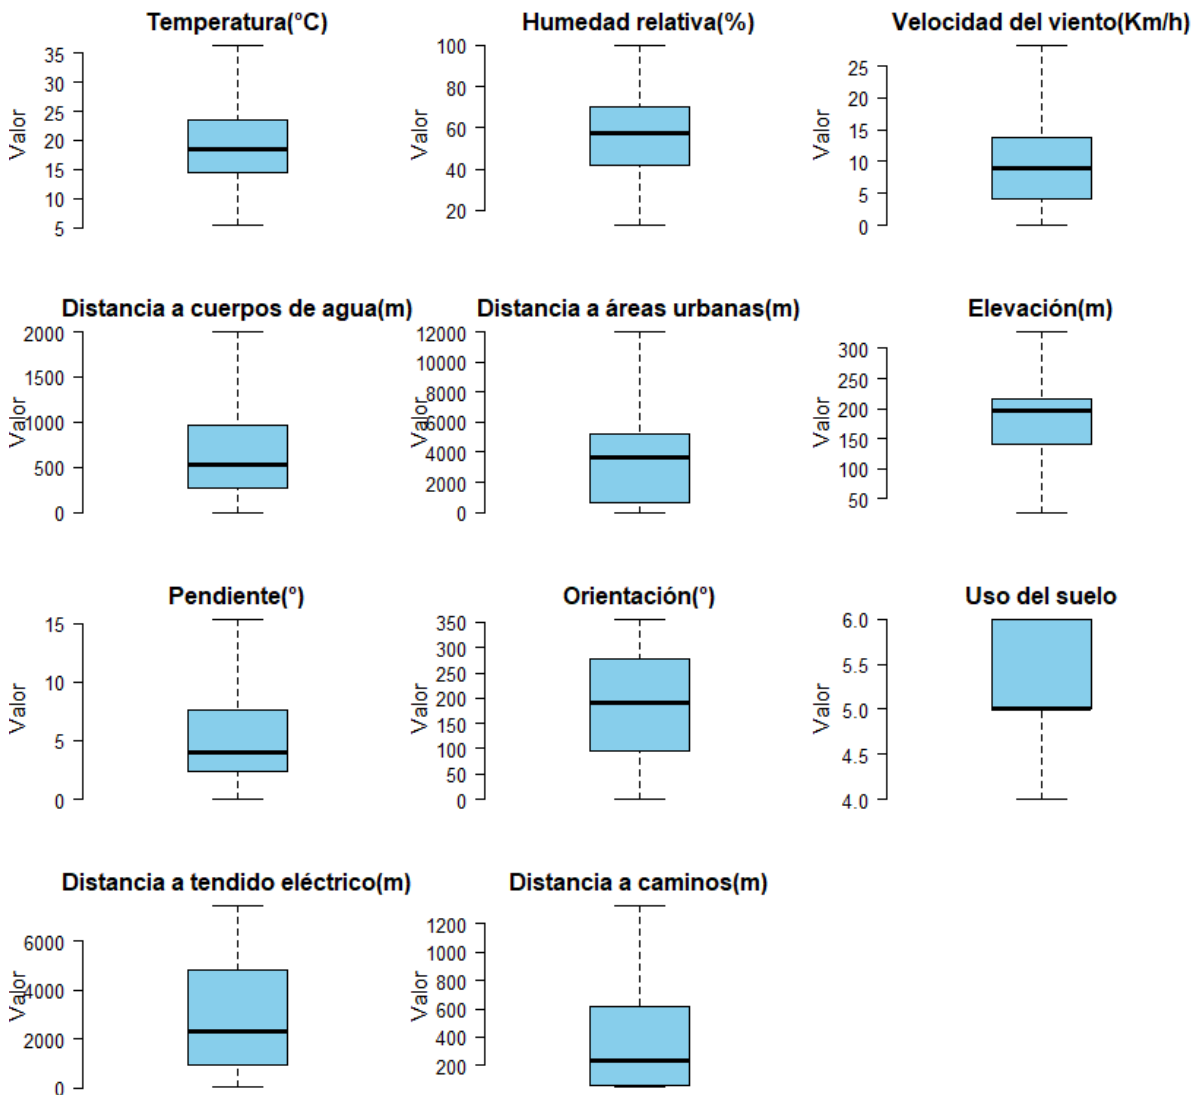 Temperatura(°C)
35
30
25
20
15
10
5
Valor
Humedad relativa(%)
100
80
60
40
20
Valor
Velocidad del viento(Km/h)
25
20
15
10
5
0
Valor
Distancia a cuerpos de agua(m)
2000
1500
1000
500
0
Valor
Distancia a áreas urbanas(m)
12000
10000
8000
6000
4000
2000
0
Valor
Elevación(m)
300
250
200
150
100
50
Valor
Pendiente(°)
15
10
5
0
Valor
Orientación(°)
350
300
250
200
150
100
50
0
Valor
Uso del suelo
6.0
5.5
5.0
4.5
4.0
Valor
Distancia a tendido eléctrico(m)
6000
4000
2000
0
Valor
Distancia a caminos(m)
1200
1000
800
600
400
200
Valor